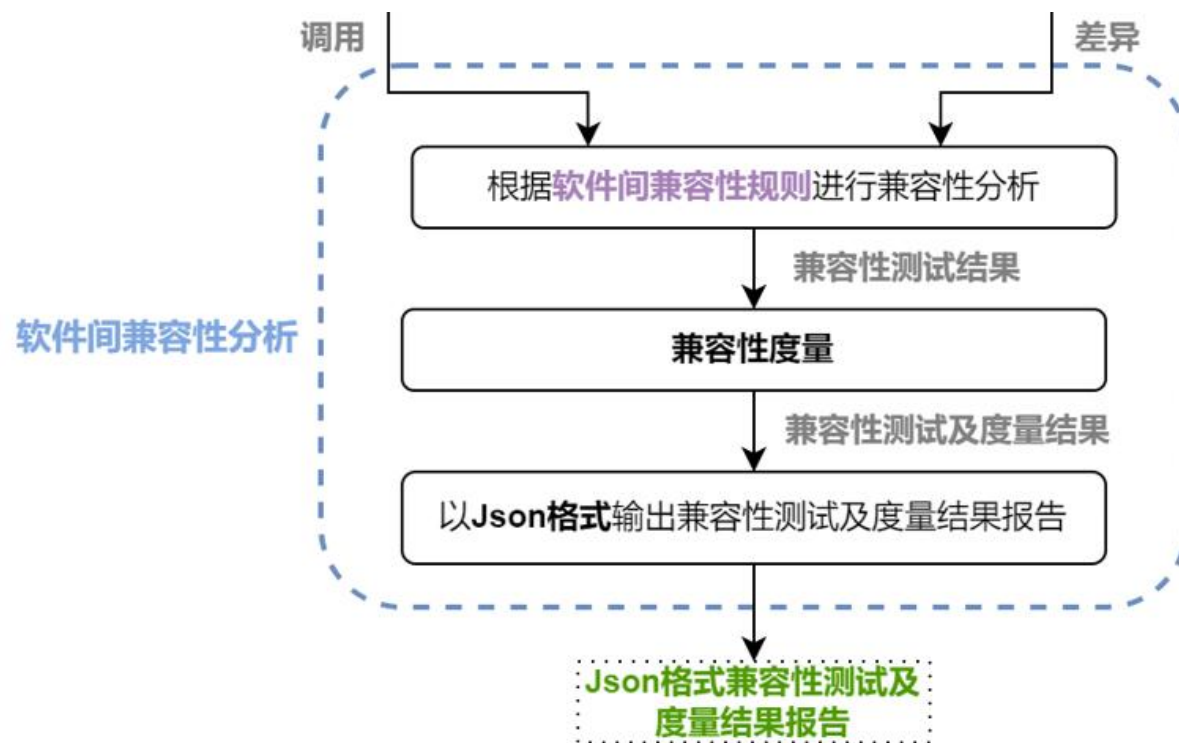 调用
差异
根据软件间兼容性规则进行兼容性分析
兼容性测试结果
软件间兼容性分析
兼容性度量
兼容性测试及度量结果
以Json格式输出兼容性测试及度量结果报告
Json格式兼容性测试及
度量结果报告